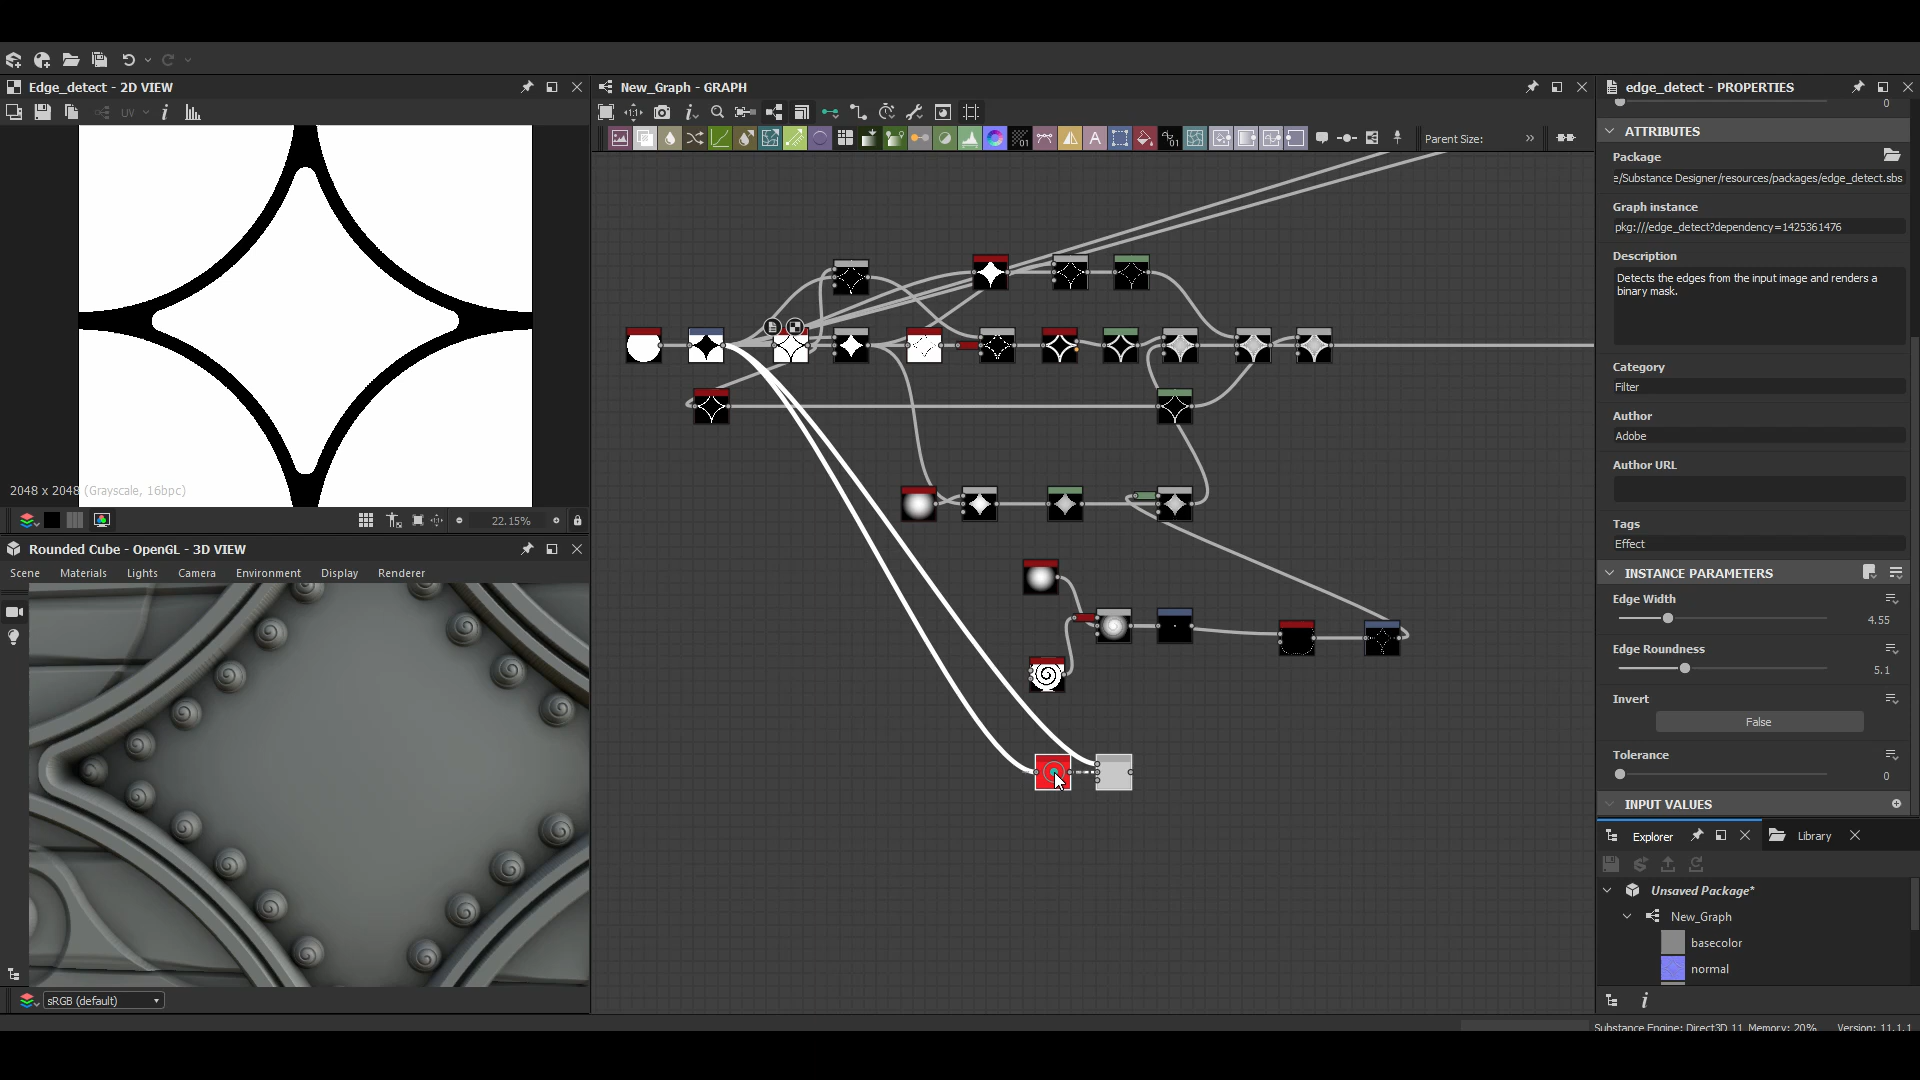 Edge_detect - 2D VIEW
UV
2048 x 2048 (Grayscale, 16bpc)
22.15%
Rounded Cube - OpenGL - 3D VIEW
Scene Materials Lights Camera Environment Display Renderer
sRGB (default)
New_Graph - GRAPH
Parent Size:
edge_detect - PROPERTIES
0
ATTRIBUTES
Package
e/Substance Designer/resources/packages/edge_detect.sbs
Graph instance
pkg:///edge_detect?dependency=1425361476
Description
Detects the edges from the input image and renders a
binary mask.
Category
Filter
Author
Adobe
Author URL
Tags
Effect
INSTANCE PARAMETERS
Edge Width
4.55
Edge Roundness
5.1
Invert
False
Tolerance
0
INPUT VALUES
Explorer
Library
Unsaved Package*
New_Graph
basecolor
normal
Substance Engine: Direct3D 11 Memory: 20% Version: 11.1.1